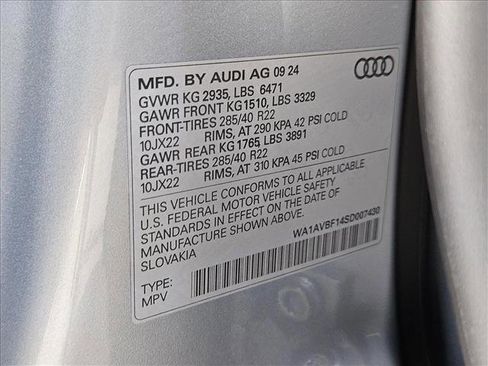 MFD. BY AUDI AG 09 24
GVWR KG 2935, LBS 6471
GAWR FRONT KG1510, LBS 3329
FRONT-TIRES 285/40 R22
10JX22 RIMS, AT 290 KPA 42 PSI COLD
GAWR REAR KG 1765, LBS 3891
REAR-TIRES 285/40 R22
10JX22 RIMS, AT 310 KPA 45 PSI COLD
THIS VEHICLE CONFORMS TO ALL APPLICABLE
U.S. FEDERAL MOTOR VEHICLE SAFETY
STANDARDS IN EFFECT ON THE DATE OF
MANUFACTURE SHOWN ABOVE.
SLOVAKIA
WA1AVBF14SD007430
TYPE:
MPV